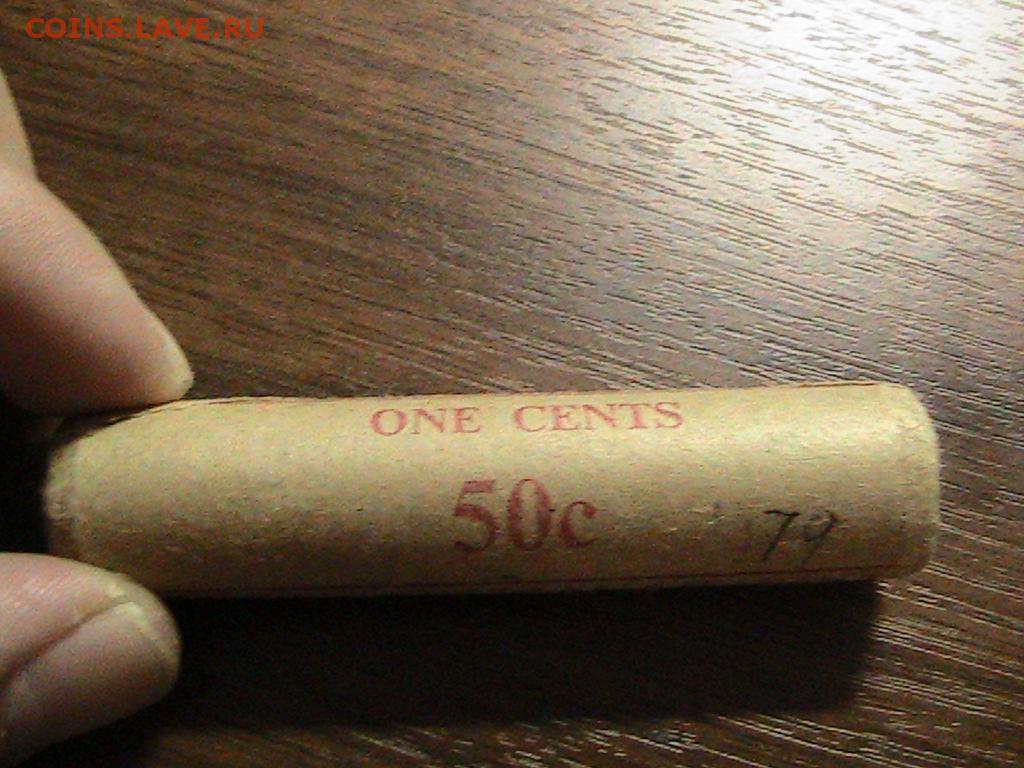 COINS.LAVE.RU
ONE CENTS
50c
79